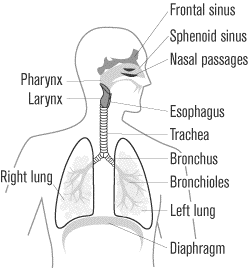 Frontal sinus
Sphenoid sinus
Nasal passages
Pharynx
Larynx
Esophagus
Trachea
Bronchus
Right lung
Bronchioles
Left lung
Diaphragm